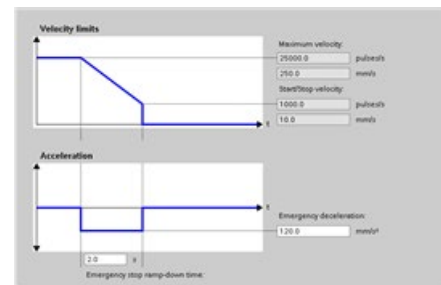 Velocity limits
Maximum velocity:
25000.0 pulses/s
250.0 mm/s
Start/Stop velocity:
1000.0 pulses/s
10.0 mm/s
t
Acceleration
t
Emergency deceleration:
120.0 mm/s²
2.0 s
Emergency stop ramp-down time: